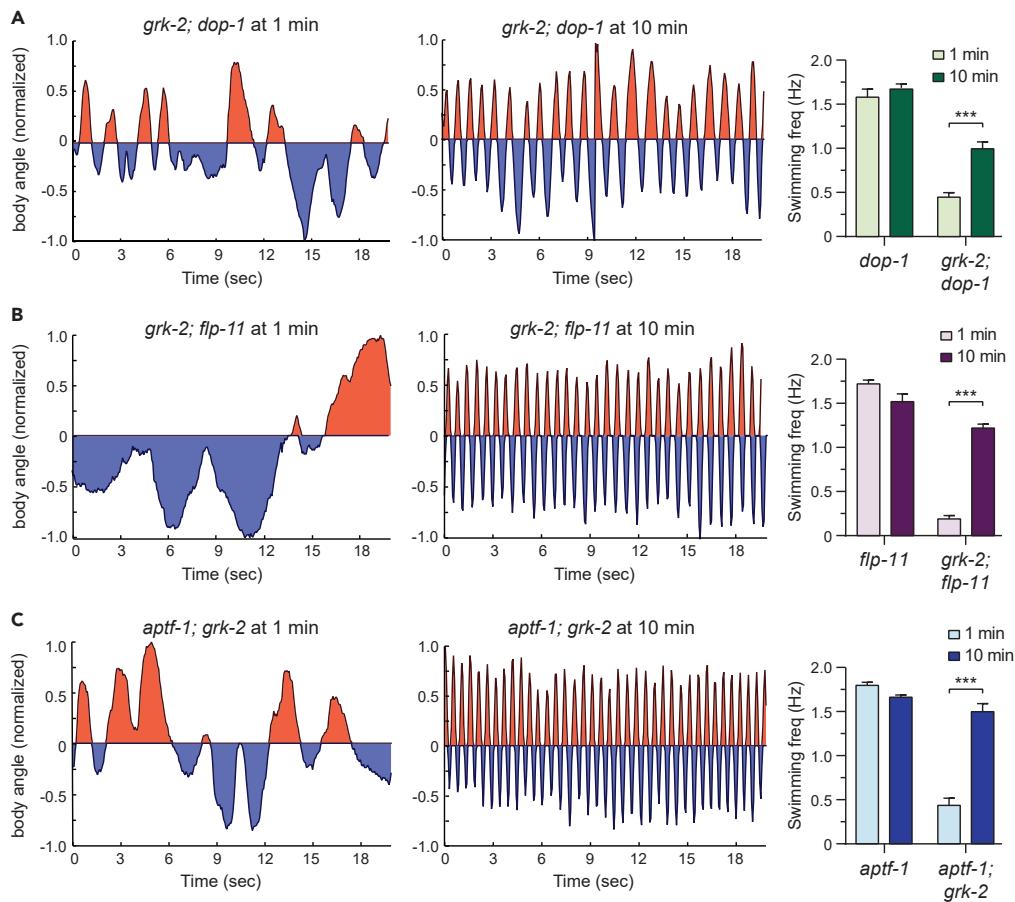 A
grk-2; dop-1 at 1 min
body angle (normalized)
1.0
0.5
0
-0.5
-1.0
0 3 6 9 12 15 18
Time (sec)
grk-2; dop-1 at 10 min
1.0
0.5
0
-0.5
-1.0
0 3 6 9 12 15 18
Time (sec)
1 min
10 min
Swimming freq (Hz)
2.0
1.5
1.0
0.5
0
***
dop-1
grk-2;
dop-1
B
grk-2; flp-11 at 1 min
body angle (normalized)
1.0
0.5
0
-0.5
-1.0
0 3 6 9 12 15 18
Time (sec)
grk-2; flp-11 at 10 min
1.0
0.5
0
-0.5
-1.0
0 3 6 9 12 15 18
Time (sec)
1 min
10 min
Swimming freq (Hz)
2.0
1.5
1.0
0.5
0
***
flp-11
grk-2;
flp-11
C
aptf-1; grk-2 at 1 min
body angle (normalized)
1.0
0.5
0
-0.5
-1.0
0 3 6 9 12 15 18
Time (sec)
aptf-1; grk-2 at 10 min
1.0
0.5
0
-0.5
-1.0
0 3 6 9 12 15 18
Time (sec)
1 min
10 min
Swimming freq (Hz)
2.0
1.5
1.0
0.5
0
***
aptf-1
aptf-1;
grk-2